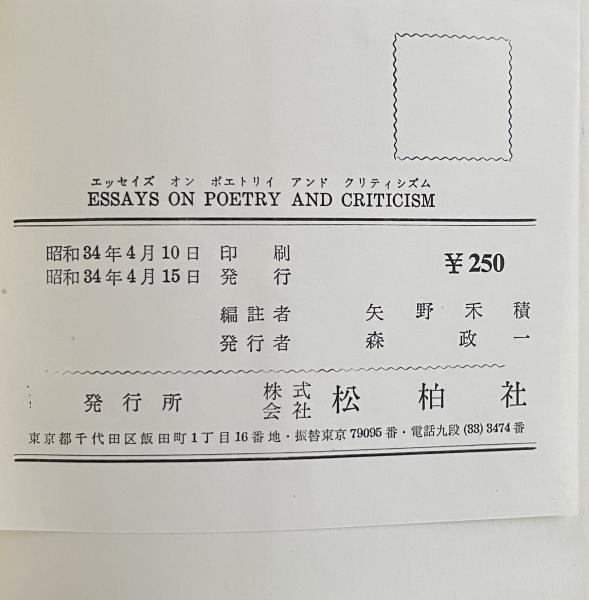 エッセイズ オン ポエトリイ アンド クリティシズム
ESSAYS ON POETRY AND CRITICISM
昭和34年4月10日 印刷
昭和34年4月15日 発行
¥250
編註者 矢野禾積
発行者 森政一
発行所 株式会社 松柏社
東京都千代田区飯田町1丁目16番地・振替東京79095番・電話九段(33)3474番